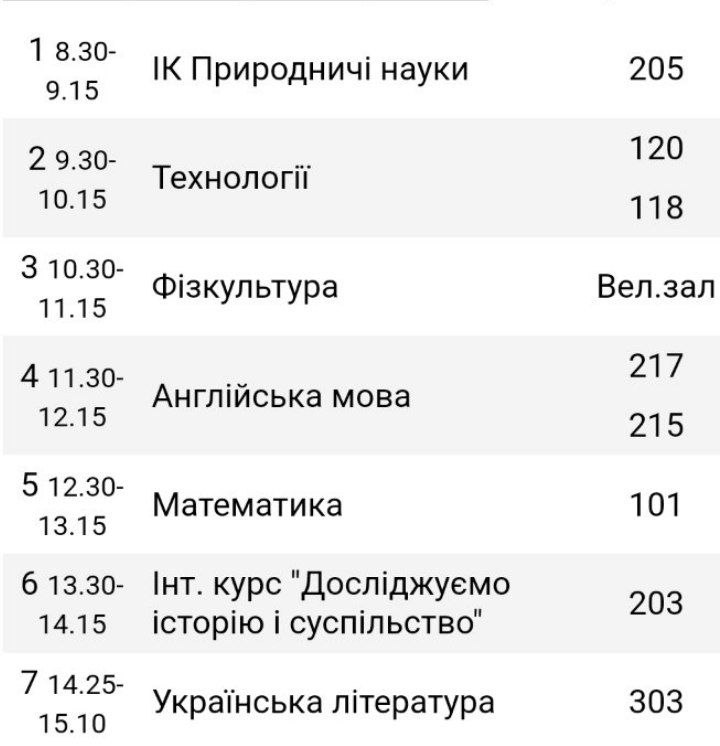 1 8.30-
9.15
ІК Природничі науки
205
2 9.30-
10.15
Технології
120
118
3 10.30-
11.15
Фізкультура
Вел.зал
4 11.30-
12.15
Англійська мова
217
215
5 12.30-
13.15
Математика
101
6 13.30-
14.15
Інт. курс "Досліджуємо
історію і суспільство"
203
7 14.25-
15.10
Українська література
303